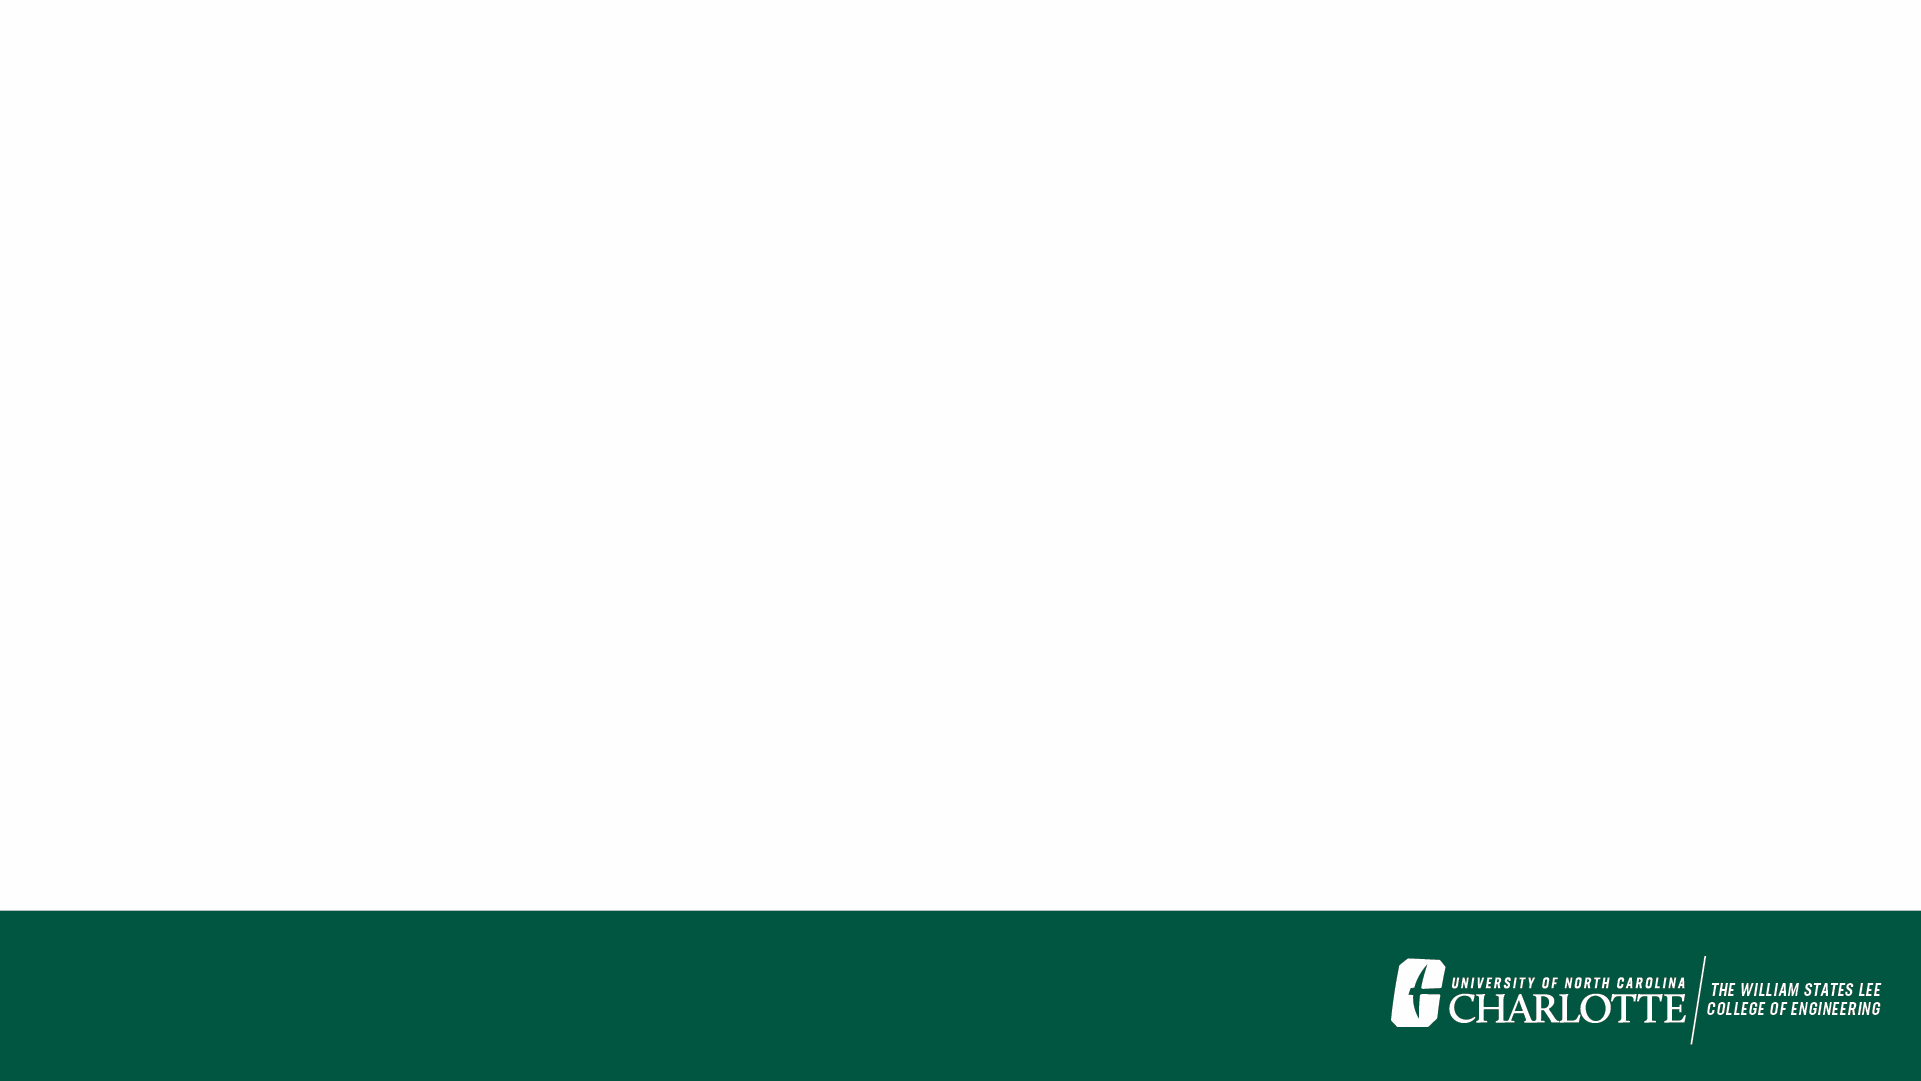 UNIVERSITY OF NORTH CAROLINA
CHARLOTTE
THE WILLIAM STATES LEE
COLLEGE OF ENGINEERING